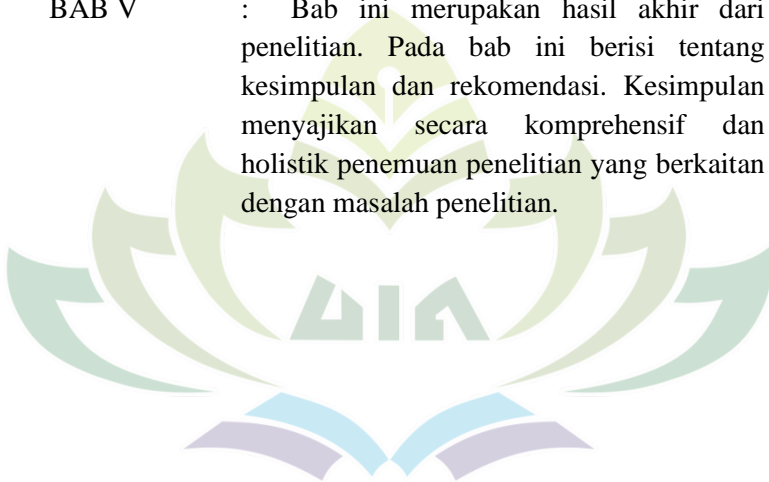 BAB V : Bab ini merupakan hasil akhir dari
penelitian. Pada bab ini berisi tentang
kesimpulan dan rekomendasi. Kesimpulan
menyajikan secara komprehensif dan
holistik penemuan penelitian yang berkaitan
dengan masalah penelitian.
UIN